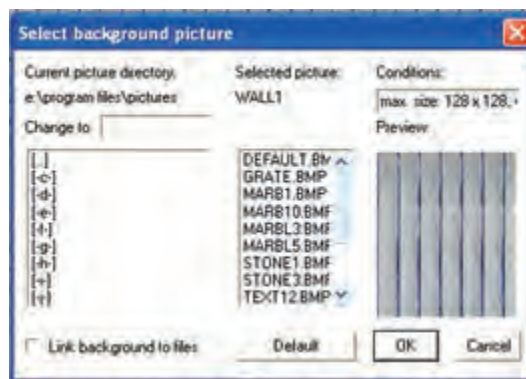 Select background picture
Current picture directory:
e:\program files\pictures
Change to
[..]
[-c-]
[-d-]
[-e-]
[-f-]
[-g-]
[-h-]
Selected picture:
WALL1
DEFAULT.BM
GRATE.BMP
MARB1.BMP
MARB10.BMF
MARBL3.BMF
MARBL5.BMF
STONE1.BMF
STONE3.BMF
TEXT12.BMP
Conditions:
max. size: 128 x 128,
Preview
Link background to files
Default
OK
Cancel